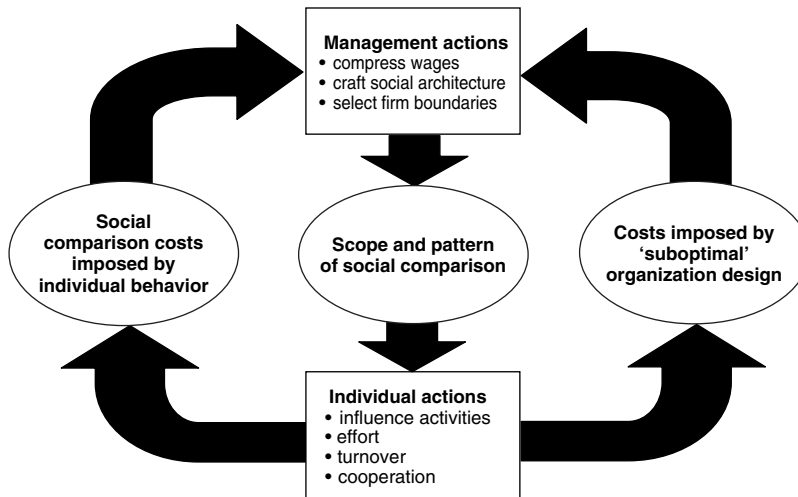 Management actions
• compress wages
• craft social architecture
• select firm boundaries
Social
comparison costs
imposed by
individual behavior
Scope and pattern
of social comparison
Costs imposed by
‘suboptimal’
organization design
Individual actions
• influence activities
• effort
• turnover
• cooperation